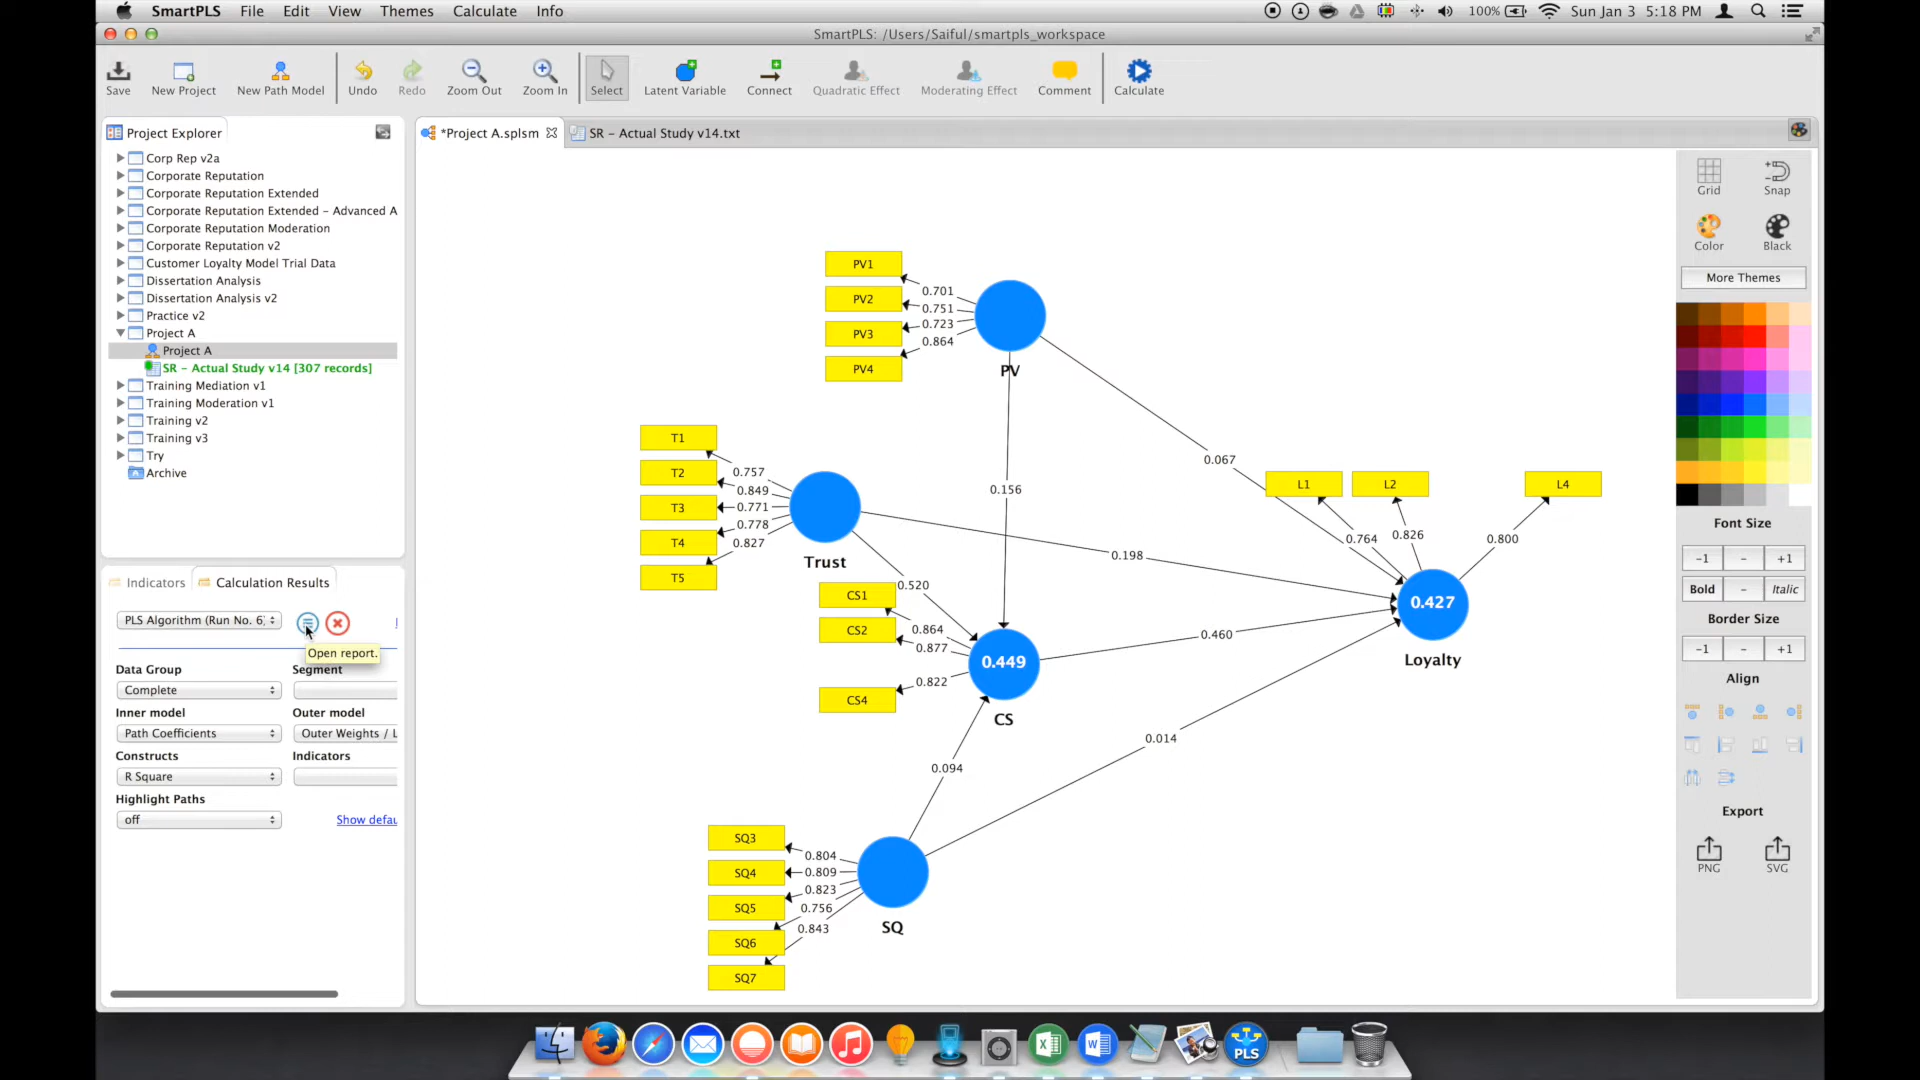 SmartPLS File Edit View Themes Calculate Info
100% Sun Jan 3 5:18 PM
SmartPLS: /Users/Saiful/smartpls_workspace
Save New Project New Path Model Undo Redo Zoom Out Zoom In Select Latent Variable Connect Quadratic Effect Moderating Effect Comment Calculate
Project Explorer
*Project A.splsm
SR - Actual Study v14.txt
Corp Rep v2a
Corporate Reputation
Corporate Reputation Extended
Corporate Reputation Extended - Advanced A
Corporate Reputation Moderation
Corporate Reputation v2
Customer Loyalty Model Trial Data
Dissertation Analysis
Dissertation Analysis v2
Practice v2
Project A
Project A
SR - Actual Study v14 [307 records]
Training Mediation v1
Training Moderation v1
Training v2
Training v3
Try
Archive
Indicators
Calculation Results
PLS Algorithm (Run No. 6)
Open report.
Data Group Segment
Complete
Inner model Outer model
Path Coefficients Outer Weights / L
Constructs Indicators
R Square
Highlight Paths
off Show defau
PV1
PV2
PV3
PV4
0.701
0.751
0.723
0.864
PV
T1
T2
T3
T4
T5
0.757
0.849
0.771
0.778
0.827
Trust
0.067
0.156
0.198
0.520
CS1
CS2
CS4
0.864
0.877
0.822
0.449
CS
L1 L2 L4
0.764 0.826 0.800
0.427
Loyalty
0.460
0.014
0.094
SQ3
SQ4
SQ5
SQ6
SQ7
0.804
0.809
0.823
0.756
0.843
SQ
Grid Snap
Color Black
More Themes
Font Size
-1 - +1
Bold - Italic
Border Size
-1 - +1
Align
Export
PNG SVG
PLS